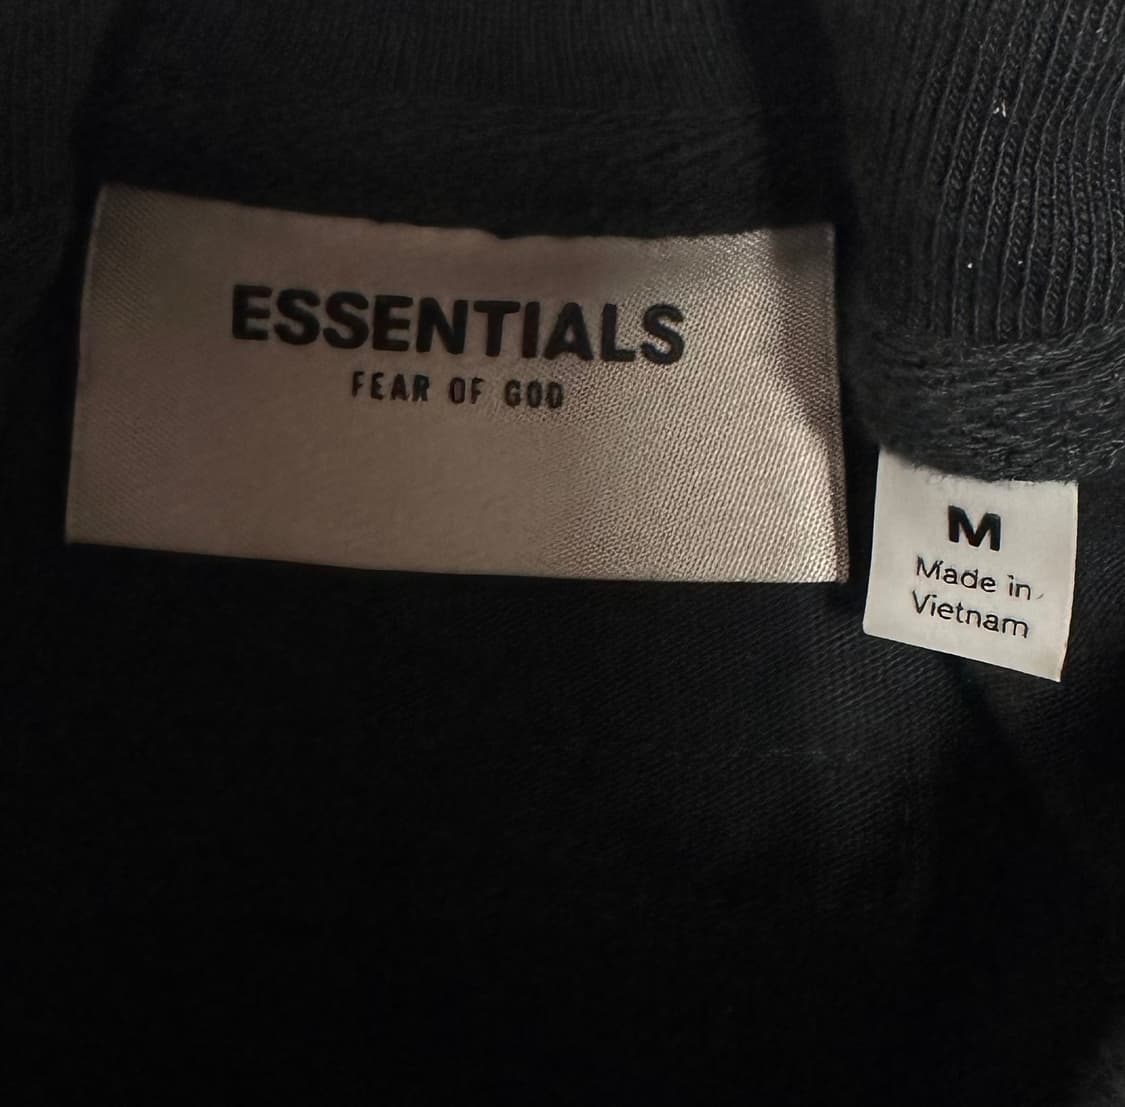 ESSENTIALS
FEAR OF GOD
M
Made in
Vietnam